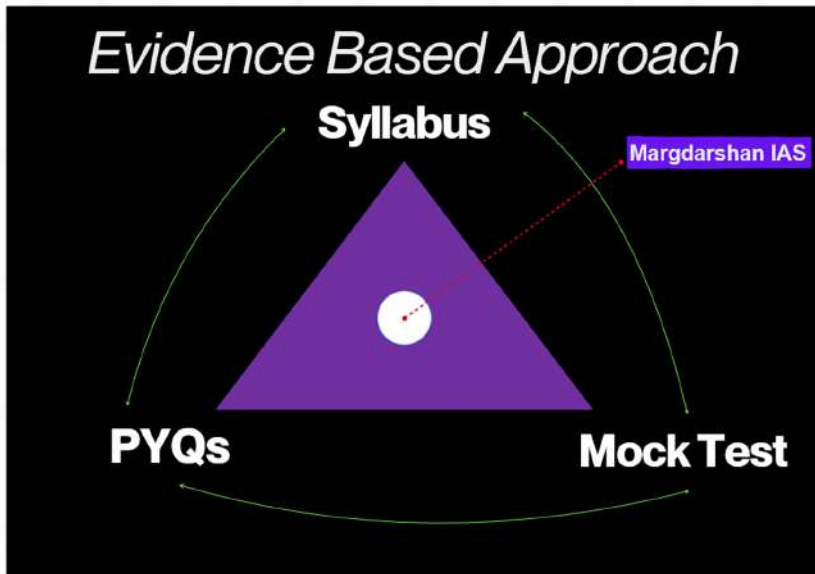 Evidence Based Approach
Syllabus
Margdarshan IAS
PYQs
Mock Test